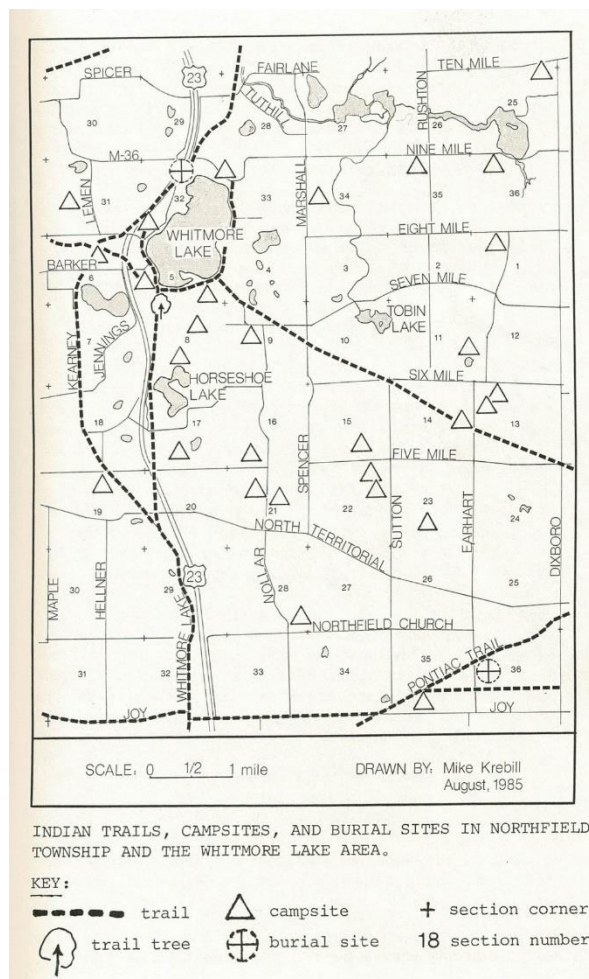 SPICER
23
FAIRLANE
TEN MILE
TUTHILL
RUSHTON
30
29
28
27
26
25
M-36
NINE MILE
LEMEN
31
32
33
MARSHALL
34
35
36
WHITMORE
LAKE
EIGHT MILE
BARKER
6
5
4
3
2
1
SEVEN MILE
KEARNEY
JENNINGS
7
8
9
10
TOBIN
LAKE
11
12
HORSESHOE
LAKE
SIX MILE
18
17
16
15
14
13
SPENCER
FIVE MILE
19
20
21
22
SUTTON
23
EARHART
24
DIXBORO
NORTH TERRITORIAL
MAPLE
HELLNER
30
29
23
NOLLAR
28
27
26
25
WHITMORE LAKE
NORTHFIELD CHURCH
31
32
33
34
35
PONTIAC TRAIL
36
JOY
JOY
SCALE: 0 1/2 1 mile
DRAWN BY: Mike Krebill
August, 1985
INDIAN TRAILS, CAMPSITES, AND BURIAL SITES IN NORTHFIELD
TOWNSHIP AND THE WHITMORE LAKE AREA.
KEY:
trail
campsite
+ section corner
trail tree
burial site
18 section number